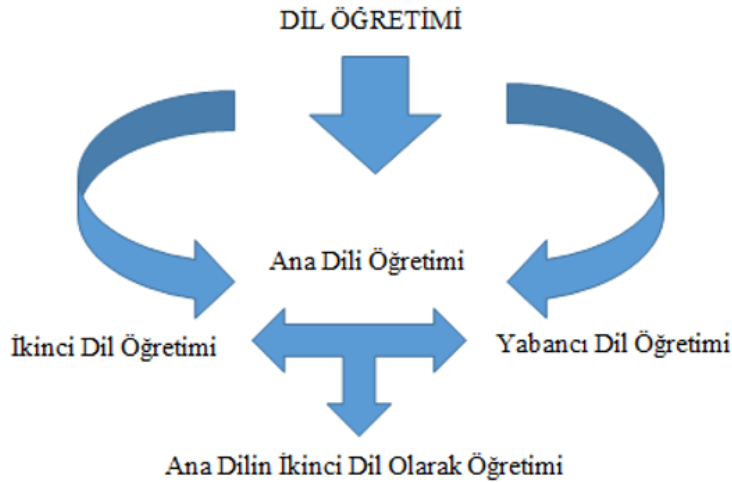 DİL ÖĞRETİMİ
Ana Dili Öğretimi
İkinci Dil Öğretimi
Yabancı Dil Öğretimi
Ana Dilin İkinci Dil Olarak Öğretimi